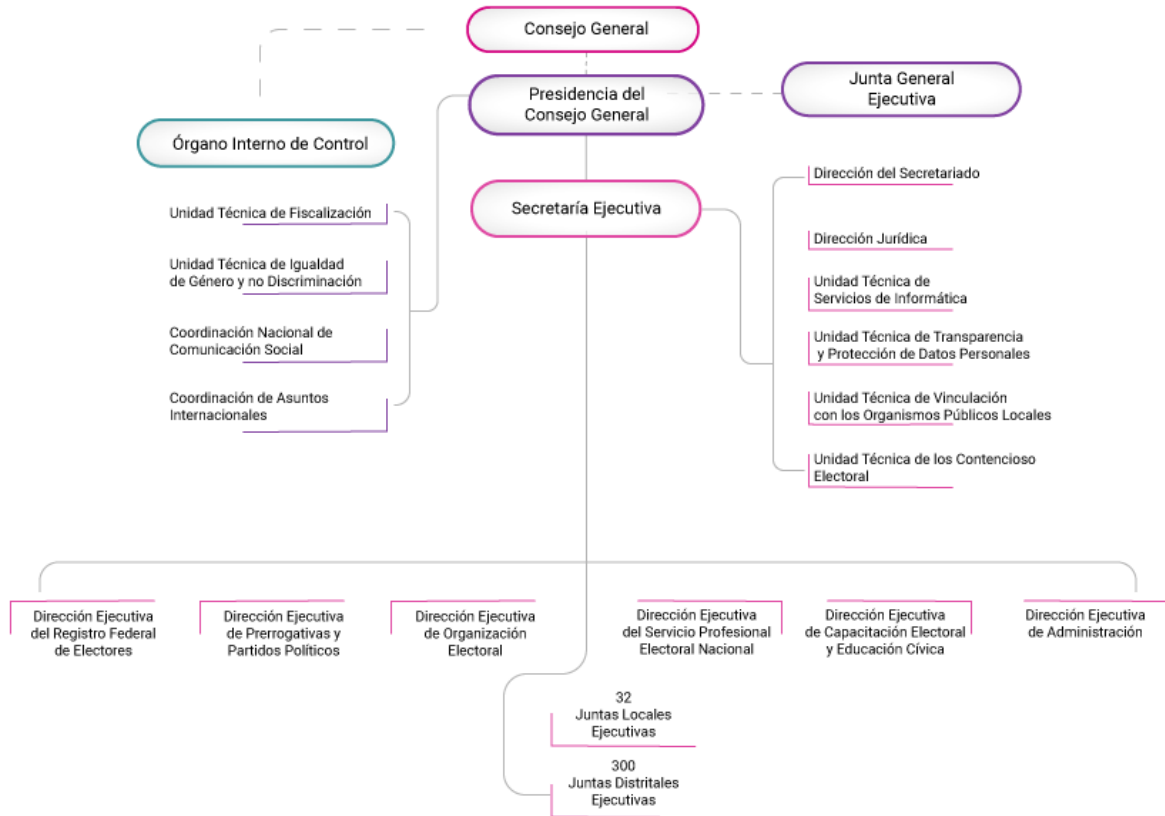 Consejo General
Presidencia del
Consejo General
Junta General
Ejecutiva
Órgano Interno de Control
Secretaría Ejecutiva
Unidad Técnica de Fiscalización
Unidad Técnica de Igualdad
de Género y no Discriminación
Coordinación Nacional de
Comunicación Social
Coordinación de Asuntos
Internacionales
Dirección del Secretariado
Dirección Jurídica
Unidad Técnica de
Servicios de Informática
Unidad Técnica de Transparencia
y Protección de Datos Personales
Unidad Técnica de Vinculación
con los Organismos Públicos Locales
Unidad Técnica de los Contencioso
Electoral
Dirección Ejecutiva
del Registro Federal
de Electores
Dirección Ejecutiva
de Prerrogativas y
Partidos Políticos
Dirección Ejecutiva
de Organización
Electoral
Dirección Ejecutiva
del Servicio Profesional
Electoral Nacional
Dirección Ejecutiva
de Capacitación Electoral
y Educación Cívica
Dirección Ejecutiva
de Administración
32
Juntas Locales
Ejecutivas
300
Juntas Distritales
Ejecutivas